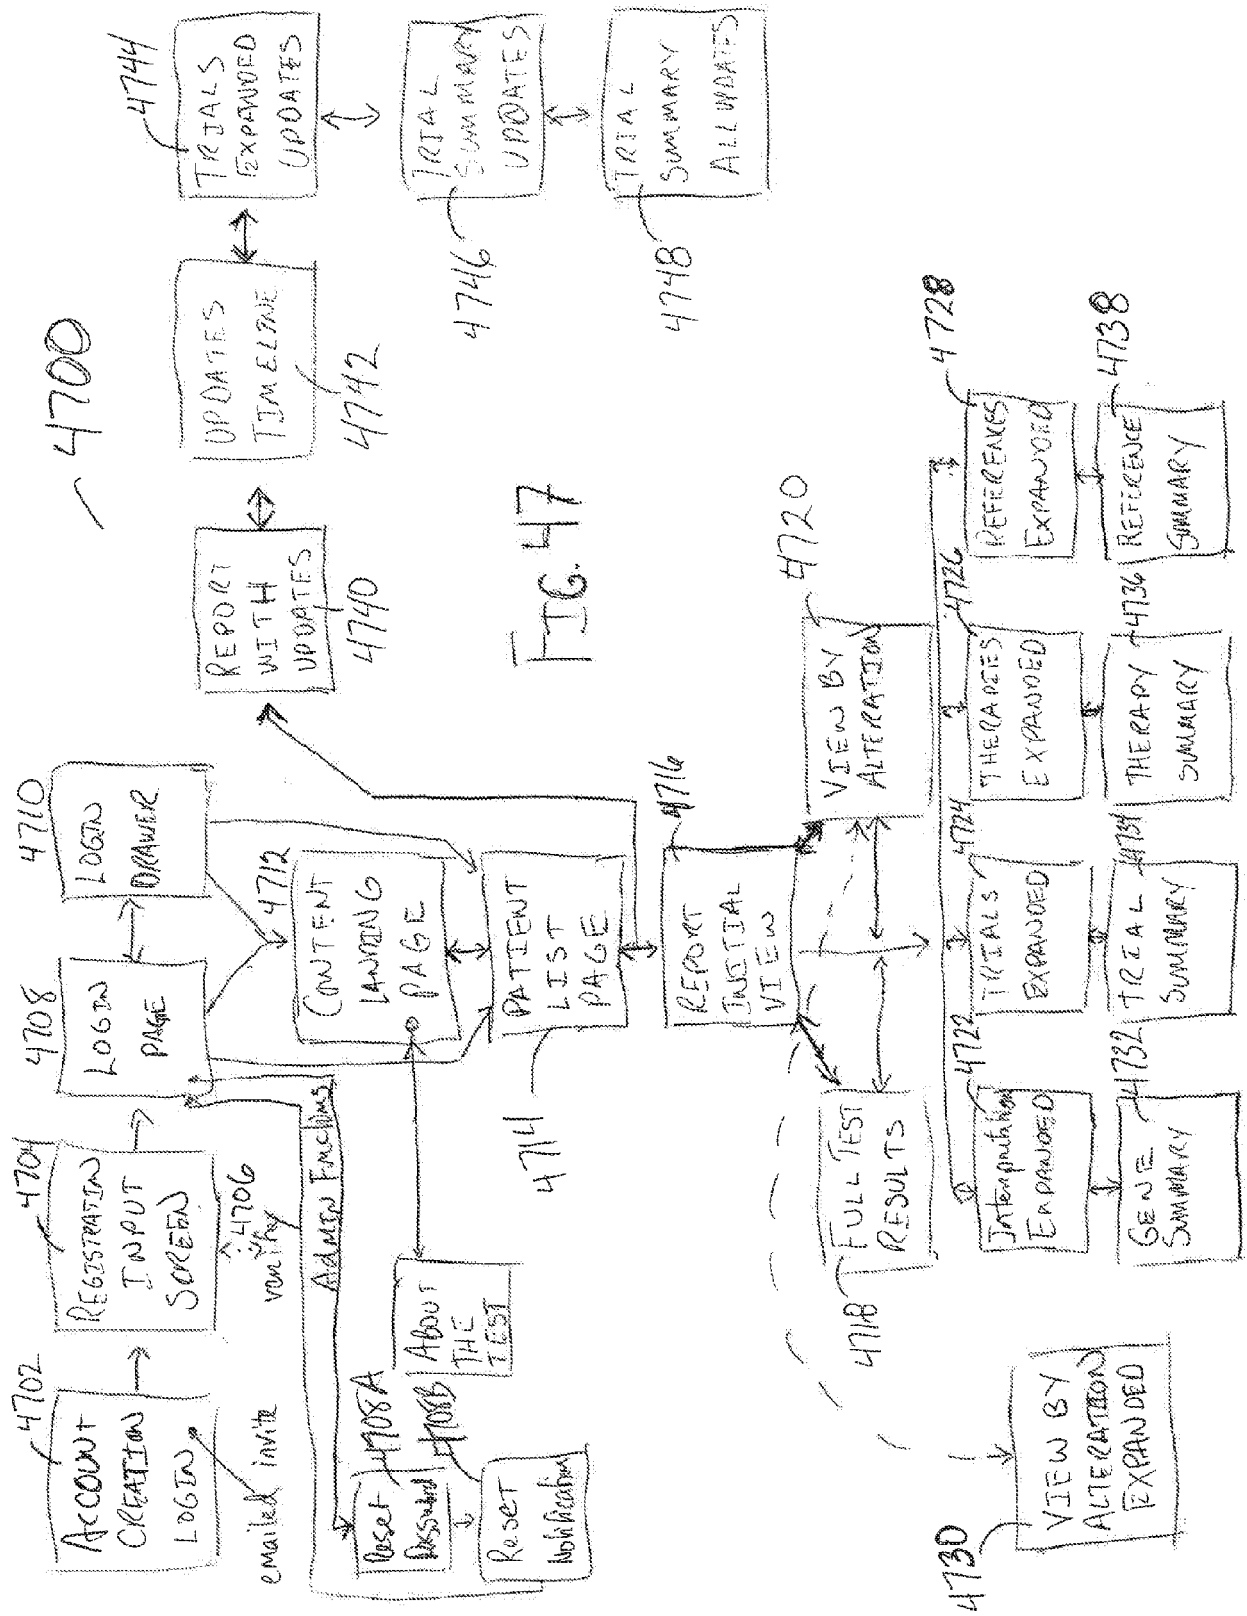 4700
4702
ACCOUNT
CREATION
LOGIN
emailed invite
4704
REGISTRATION
INPUT
SCREEN
4706
4708
LOGIN
PAGE
4710
LOGIN
DRAWER
Admin Functions
4708A
Reset
Password
4708B
Reset
Notification
ABOUT
THE
TEST
4712
CONTENT
LANDING
PAGE
4714
PATIENT
LIST
PAGE
4740
REPORT
WITH
UPDATES
4742
UPDATES
TIMELINE
4744
TRIALS
EXPANDED
UPDATES
4746
TRIAL
SUMMARY
UPDATES
4748
TRIAL
SUMMARY
ALL UPDATES
FIG. 47
4716
REPORT
INITIAL
VIEW
4718
FULL TEST
RESULTS
4720
VIEW BY
ALTERATION
4722
Interpretation
EXPANDED
4724
TRIALS
EXPANDED
4726
THERAPIES
EXPANDED
4728
REFERENCES
EXPANDED
4730
VIEW BY
ALTERATION
EXPANDED
4732
GENE
SUMMARY
4734
TRIAL
SUMMARY
4736
THERAPY
SUMMARY
4738
REFERENCE
SUMMARY